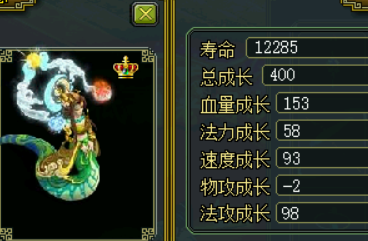 寿命 12285
总成长 400
血量成长 153
法力成长 58
速度成长 93
物攻成长 -2
法攻成长 98